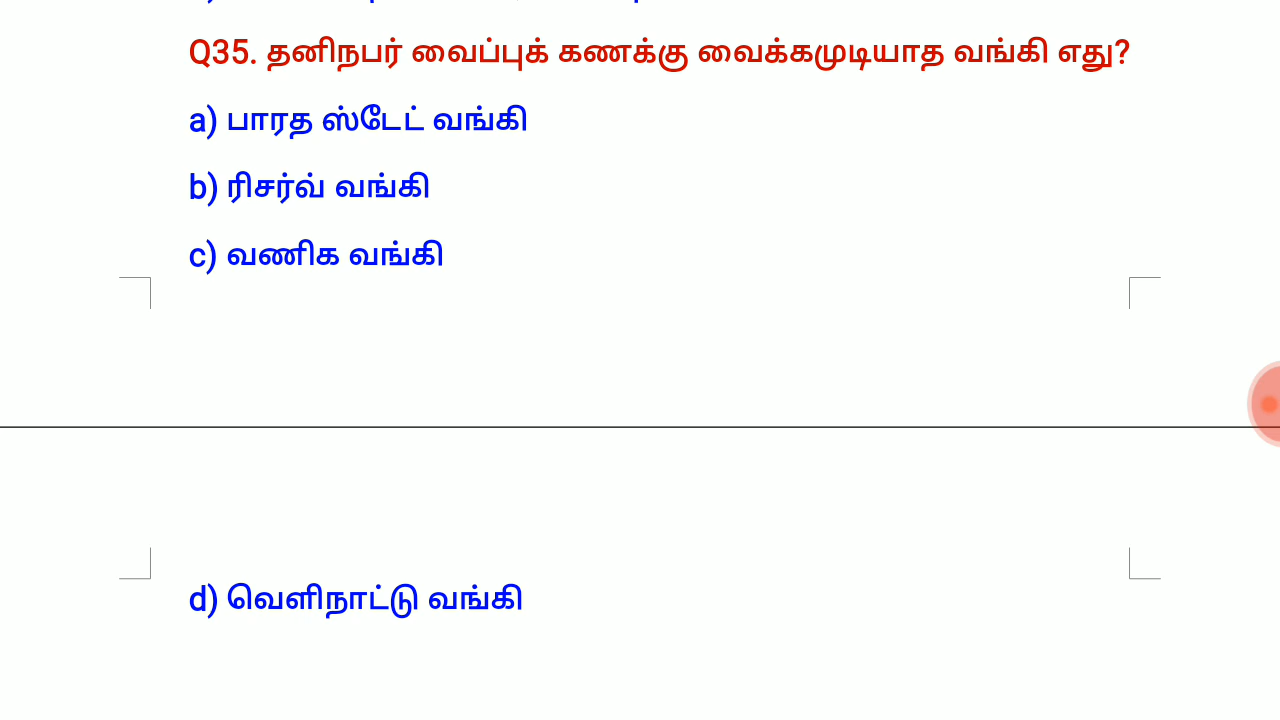 Q35. தனிநபர் வைப்புக் கணக்கு வைக்கமுடியாத வங்கி எது?
a) பாரத ஸ்டேட் வங்கி
b) ரிசர்வ் வங்கி
c) வணிக வங்கி
d) வெளிநாட்டு வங்கி